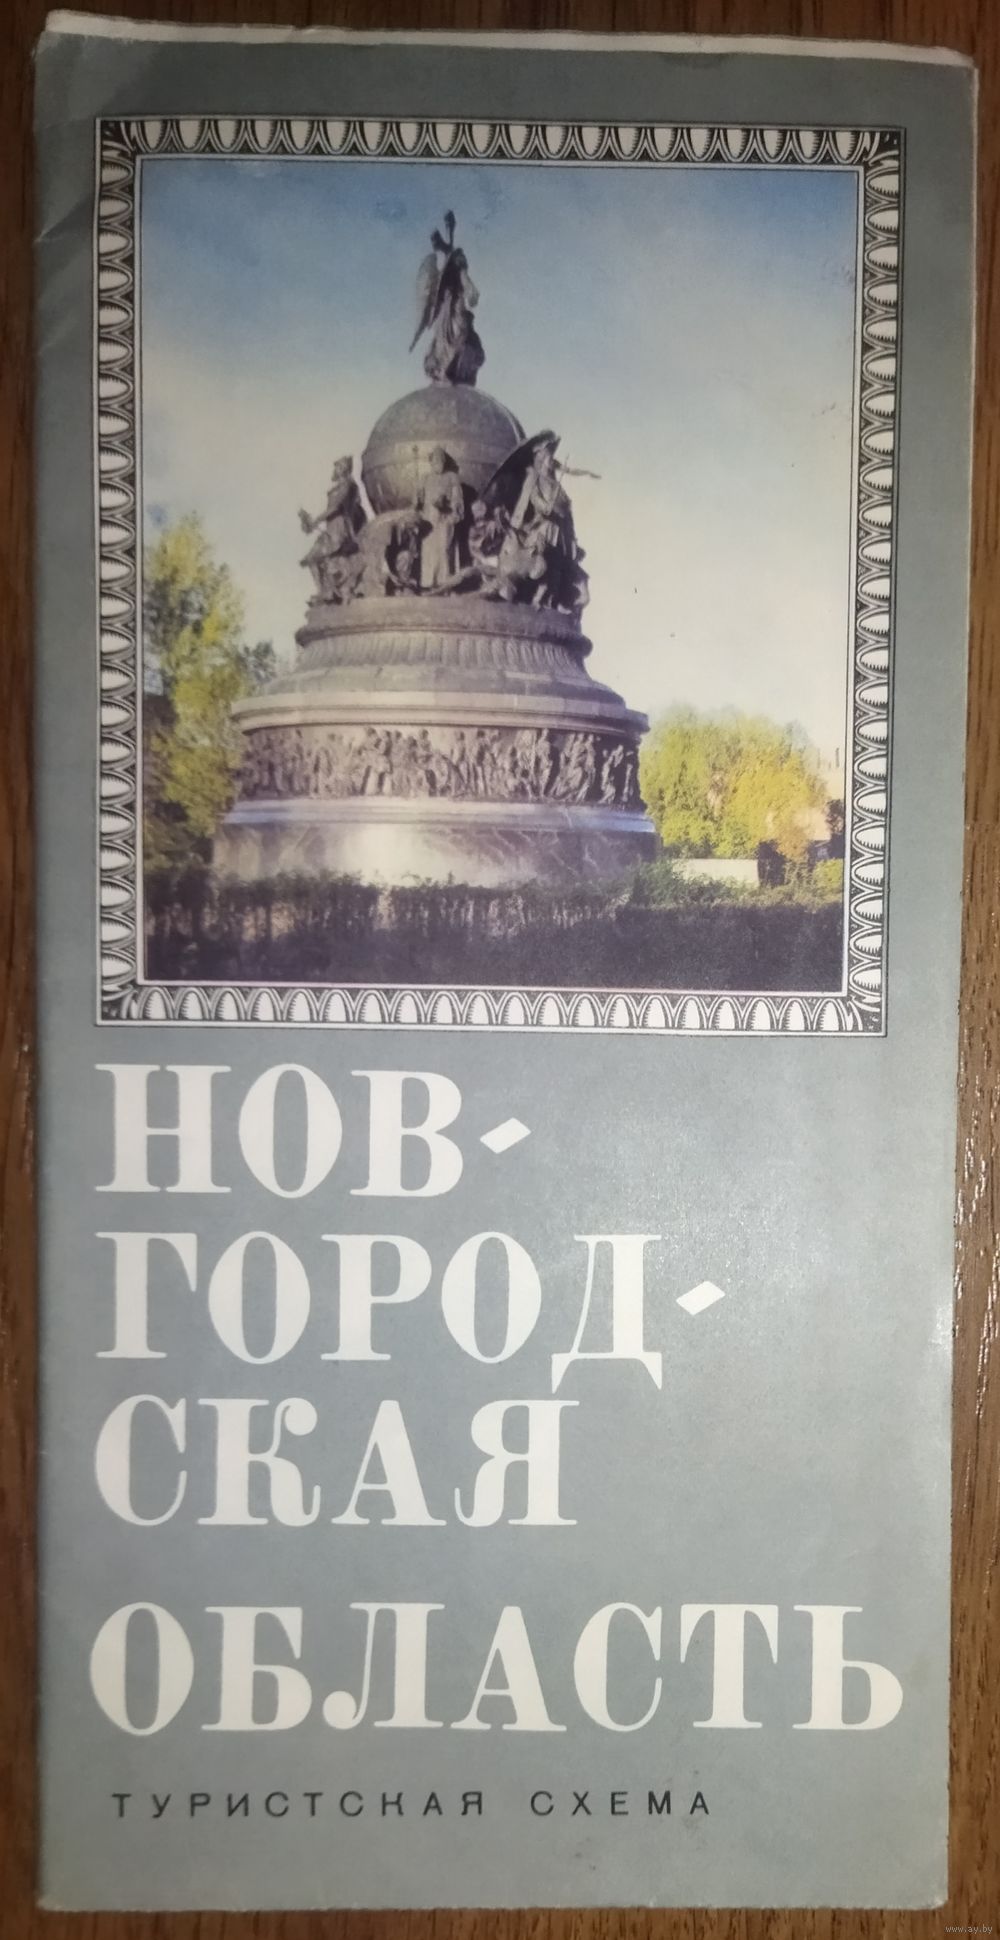 НОВ-
ГОРОД-
СКАЯ
ОБЛАСТЬ
ТУРИСТСКАЯ СХЕМА
www.ay.by